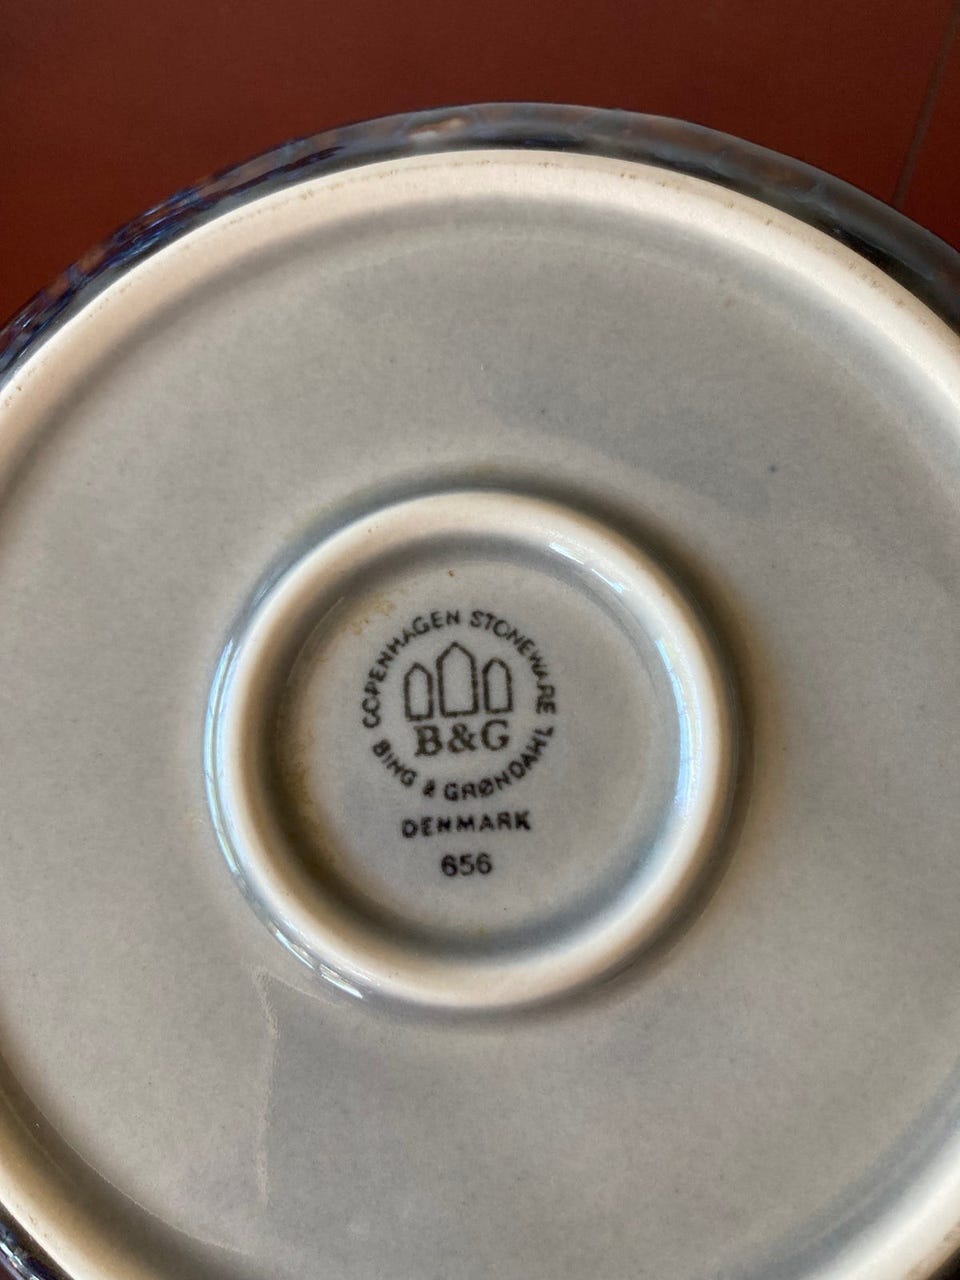 COPENHAGEN STONEWARE
B&G
BING & GRØNDAHL
DENMARK
656